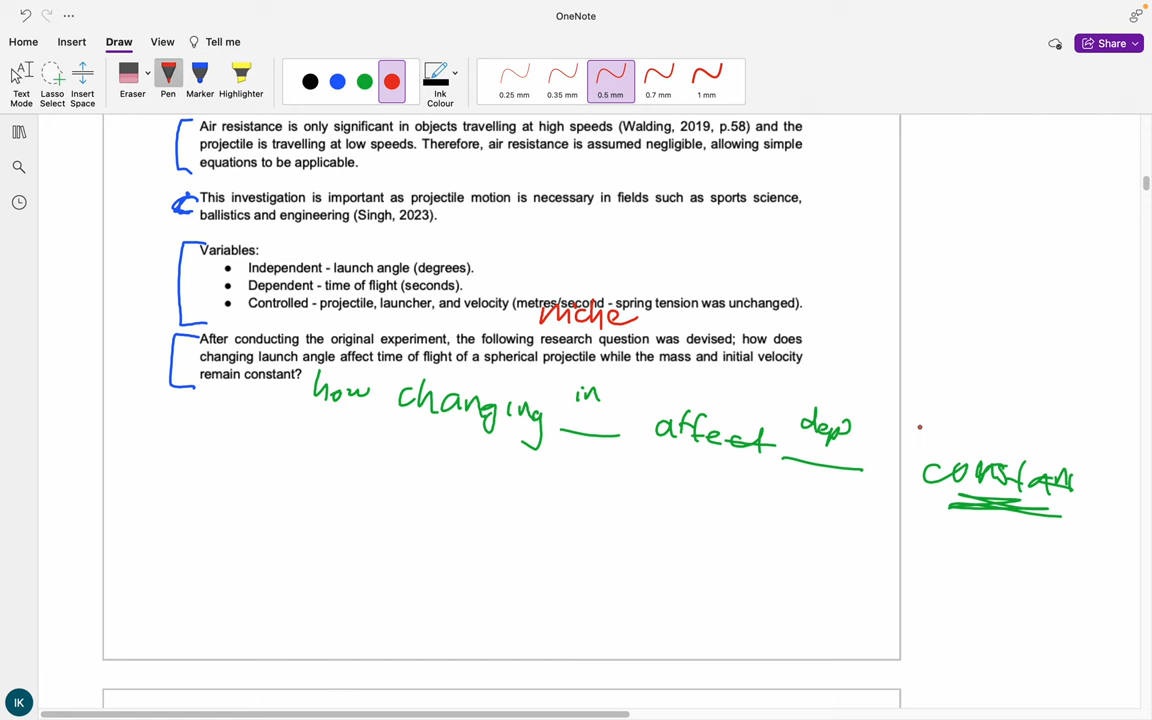 OneNote
Home Insert Draw View Tell me
Share
Text Mode
Lasso Select
Insert Space
Eraser
Pen
Marker
Highlighter
Ink Colour
0.25 mm
0.35 mm
0.5 mm
0.7 mm
1 mm
Air resistance is only significant in objects travelling at high speeds (Walding, 2019, p.58) and the
projectile is travelling at low speeds. Therefore, air resistance is assumed negligible, allowing simple
equations to be applicable.
This investigation is important as projectile motion is necessary in fields such as sports science,
ballistics and engineering (Singh, 2023).
Variables:
● Independent - launch angle (degrees).
● Dependent - time of flight (seconds).
● Controlled - projectile, launcher, and velocity (metres/second - spring tension was unchanged).
niche
After conducting the original experiment, the following research question was devised; how does
changing launch angle affect time of flight of a spherical projectile while the mass and initial velocity
remain constant?
how changing in affect dep
constan
IK